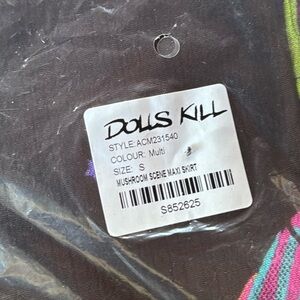 DOLLS KILL
STYLE: ACM231540
COLOUR: Multi
SIZE: S
MUSHROOM SCENE MAXI SKIRT
S852625